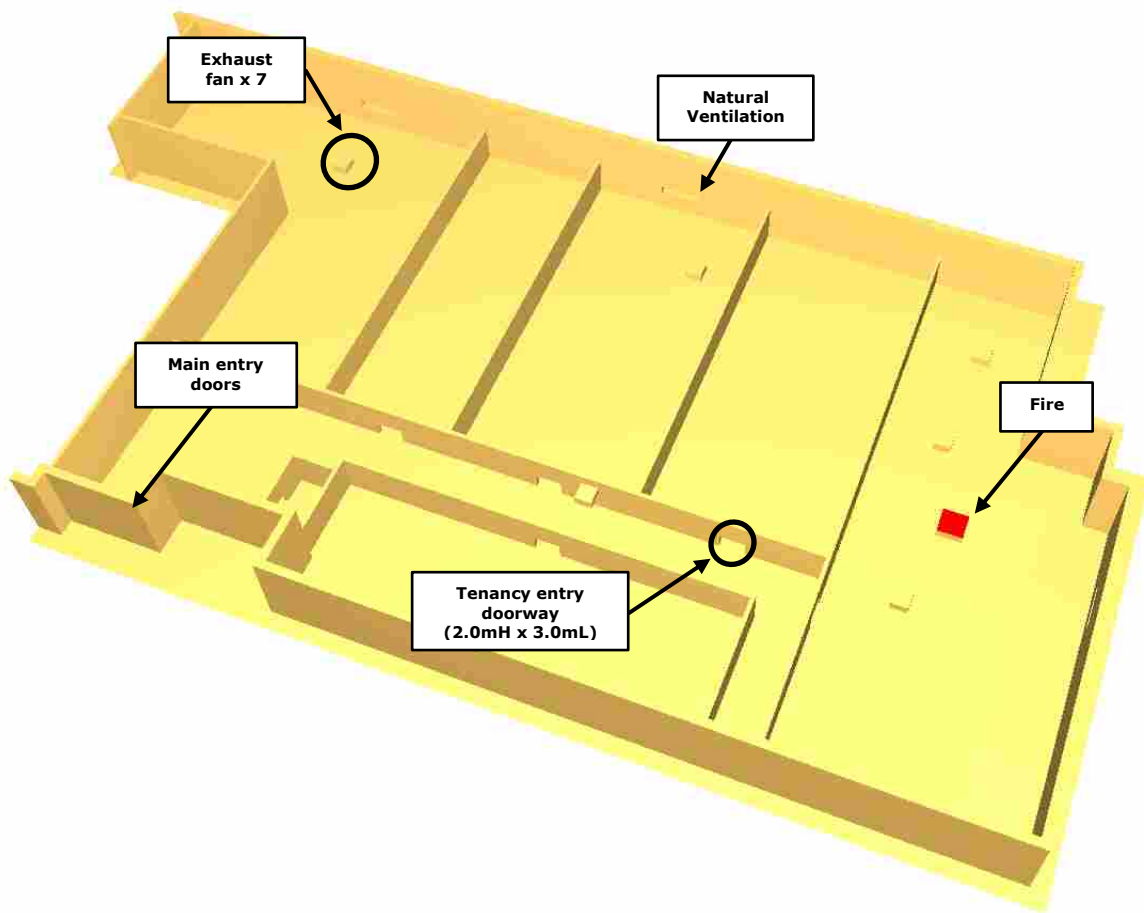 Exhaust
fan x 7
Natural
Ventilation
Main entry
doors
Fire
Tenancy entry
doorway
(2.0mH x 3.0mL)